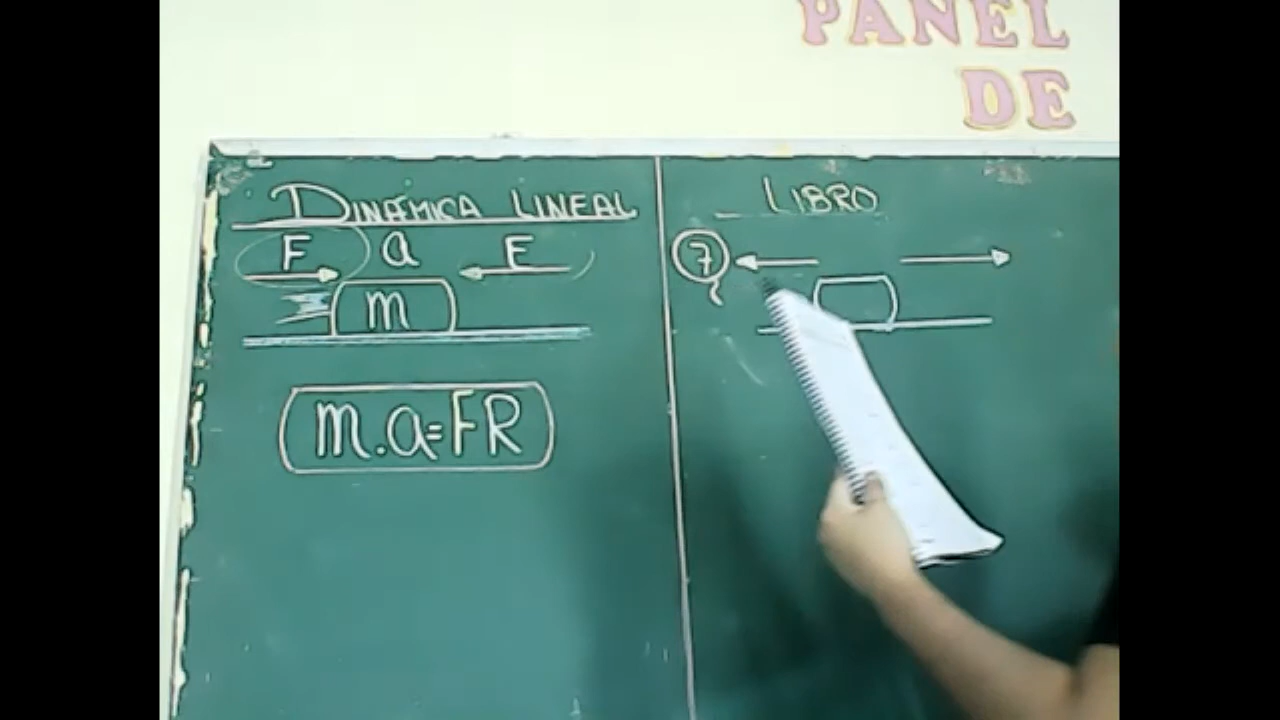 PANEL
DE
DINÁMICA LINEAL
F a F
m
m.a=FR
LIBRO
7